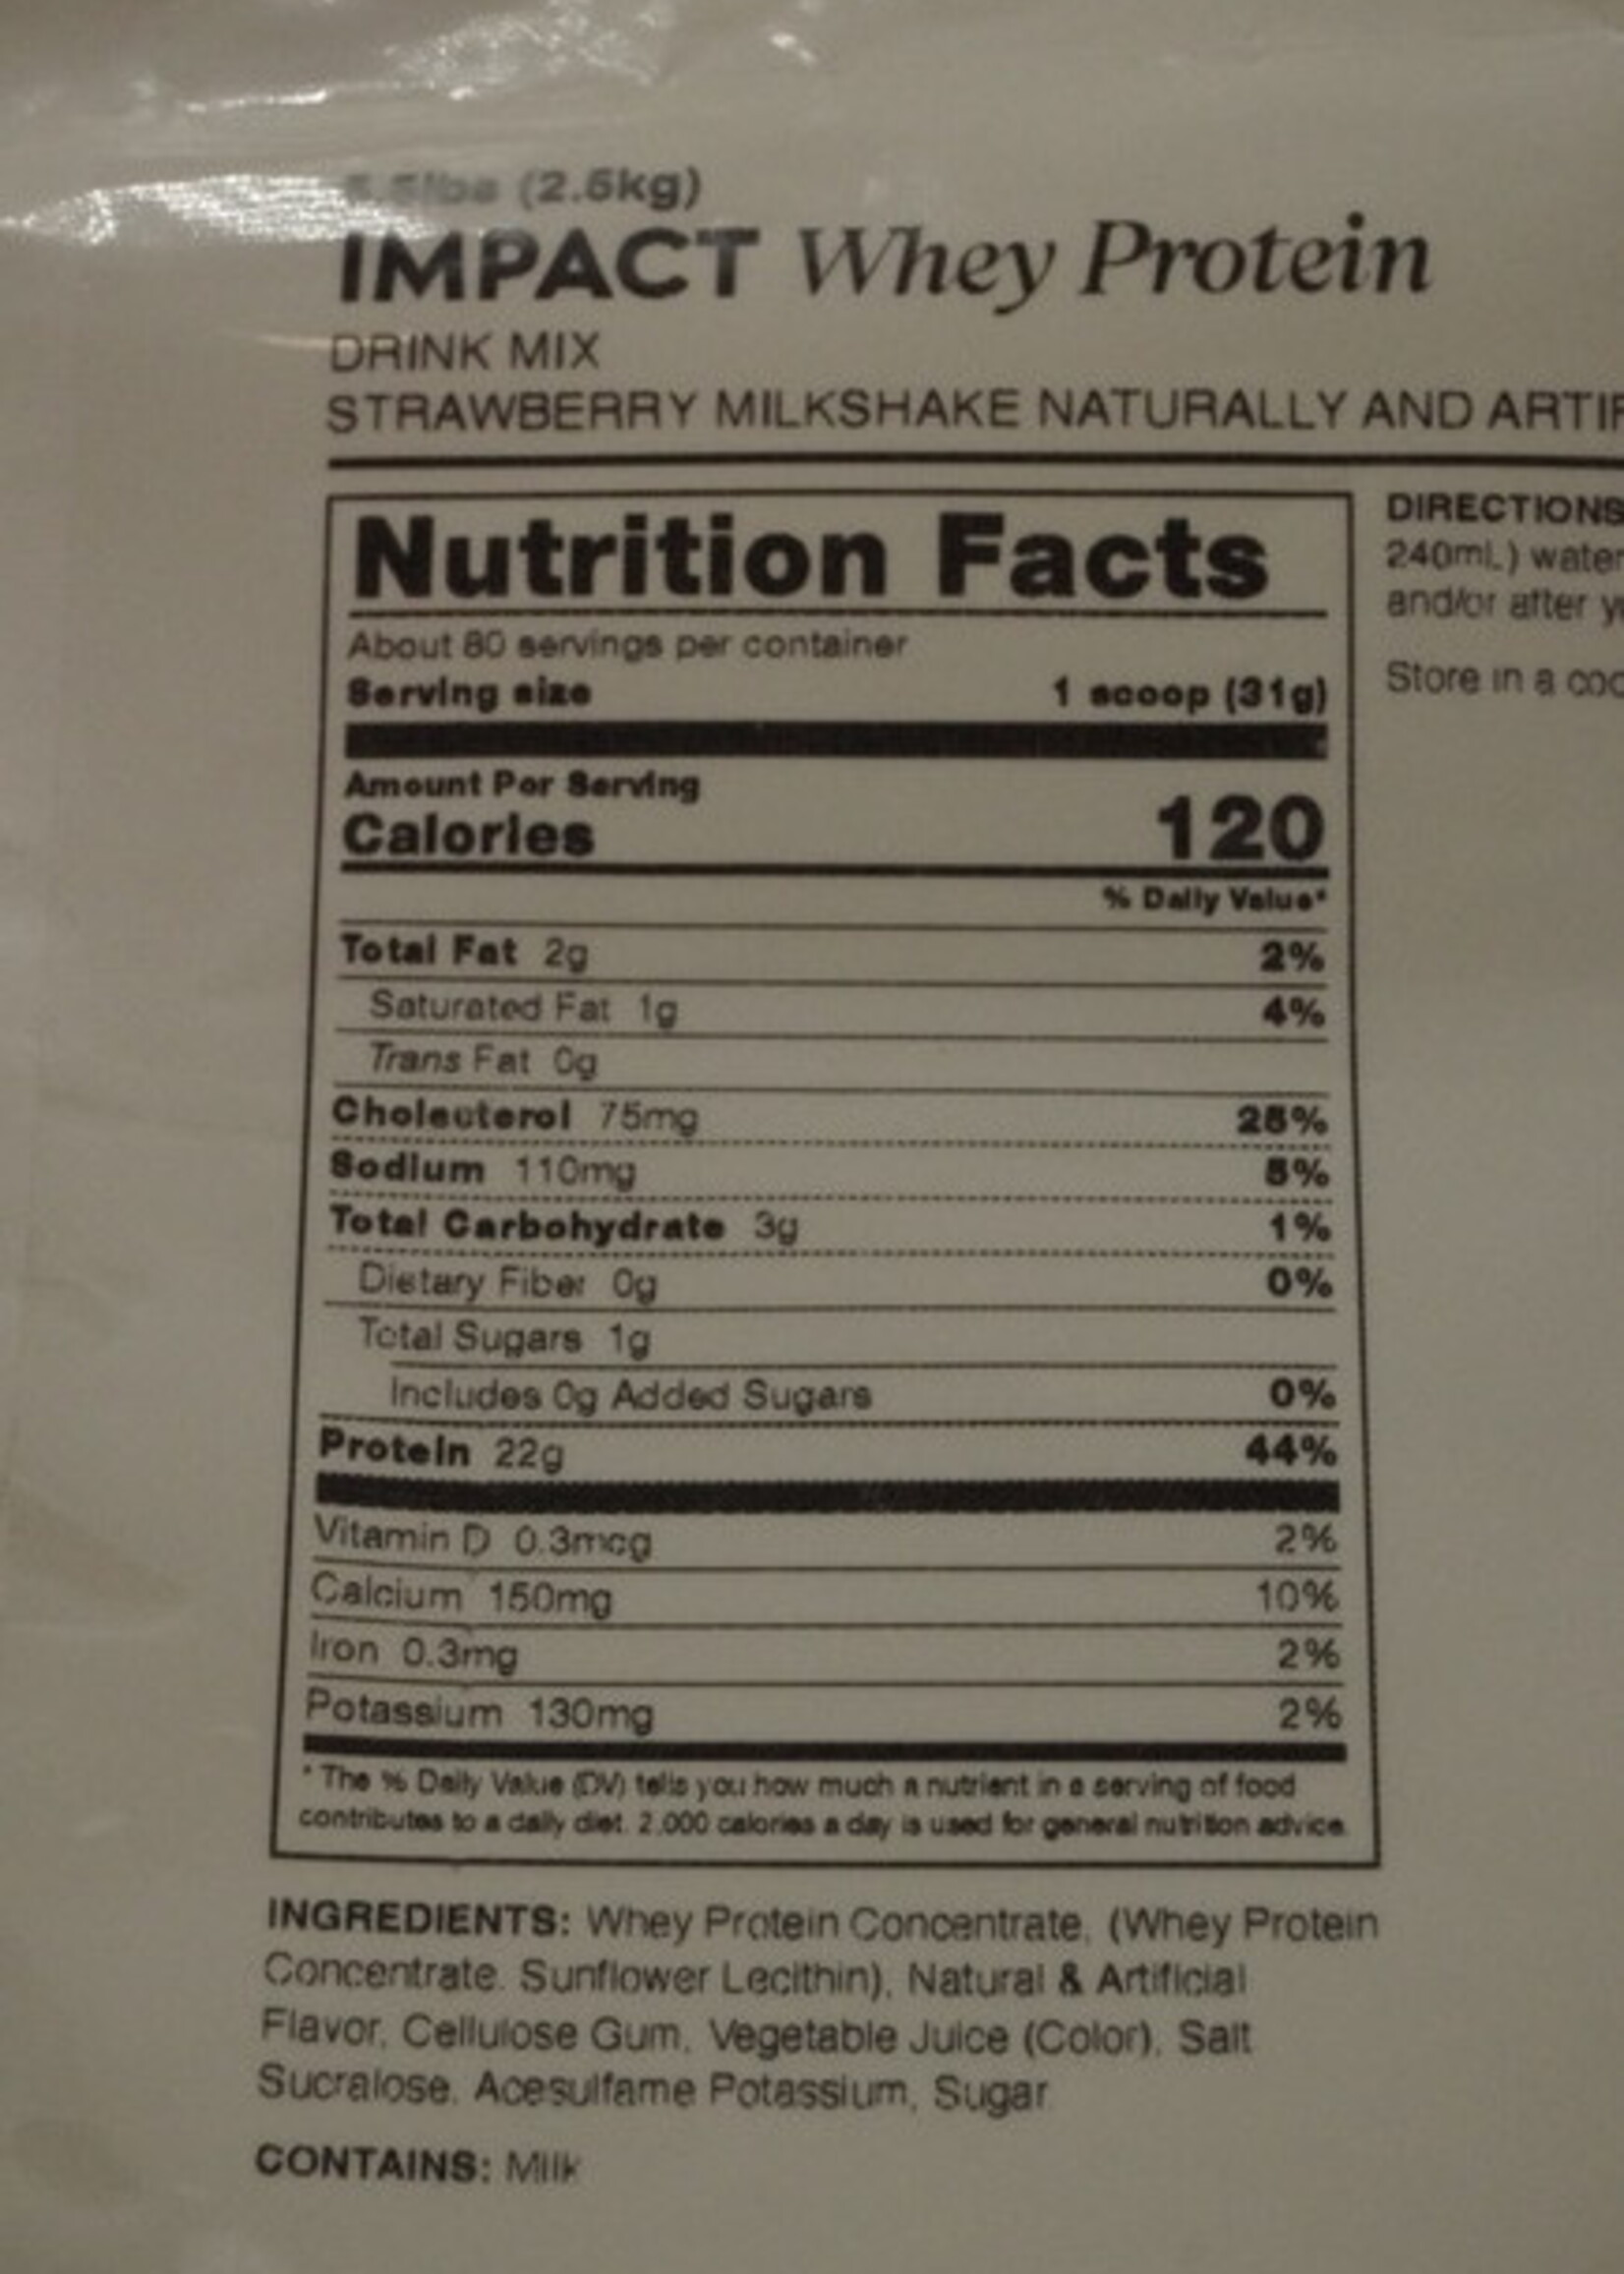 5.5lbs (2.5kg)
IMPACT Whey Protein
DRINK MIX
STRAWBERRY MILKSHAKE NATURALLY AND ARTIF
Nutrition Facts
About 80 servings per container
Serving size 1 scoop (31g)
Amount Per Serving
Calories 120
% Daily Value*
Total Fat 2g 2%
Saturated Fat 1g 4%
Trans Fat 0g
Cholesterol 75mg 25%
Sodium 110mg 5%
Total Carbohydrate 3g 1%
Dietary Fiber 0g 0%
Total Sugars 1g
Includes 0g Added Sugars 0%
Protein 22g 44%
Vitamin D 0.3mcg 2%
Calcium 150mg 10%
Iron 0.3mg 2%
Potassium 130mg 2%
* The % Daily Value (DV) tells you how much a nutrient in a serving of food
contributes to a daily diet. 2,000 calories a day is used for general nutrition advice.
DIRECTIONS
240mL) water
and/or after y
Store in a coo
INGREDIENTS: Whey Protein Concentrate, (Whey Protein
Concentrate, Sunflower Lecithin), Natural & Artificial
Flavor, Cellulose Gum, Vegetable Juice (Color), Salt
Sucralose, Acesulfame Potassium, Sugar
CONTAINS: Milk